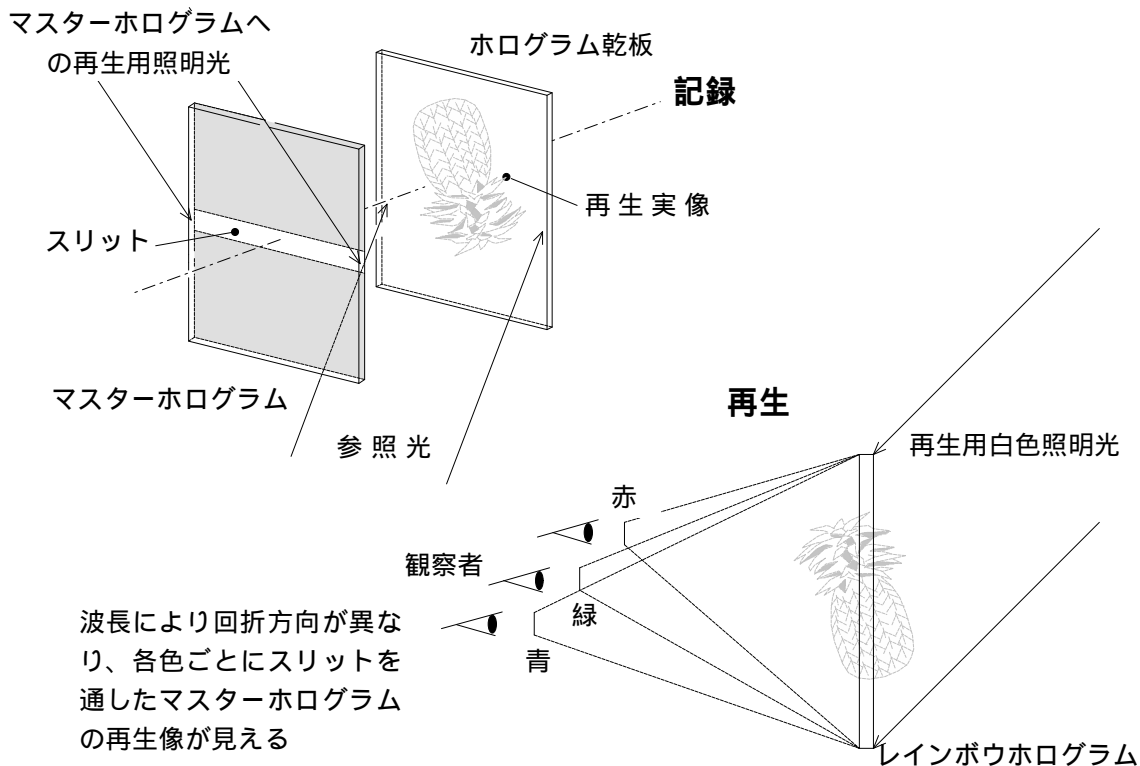 マスターホログラムへ
の再生用照明光
ホログラム乾板
記録
再生実像
スリット
マスターホログラム
参照光
再生
再生用白色照明光
赤
観察者
緑
青
波長により回折方向が異な
り、各色ごとにスリットを
通したマスターホログラム
の再生像が見える
レインボウホログラム